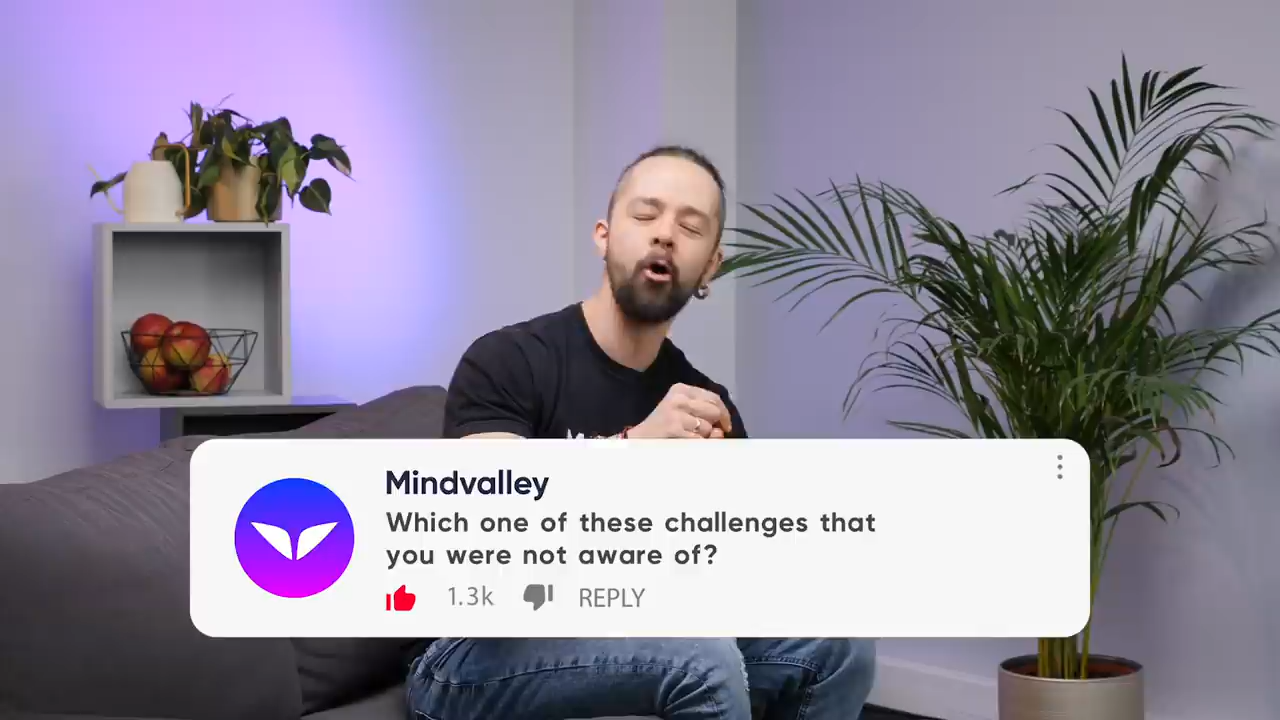 Mindvalley
Which one of these challenges that
you were not aware of?
1.3k REPLY